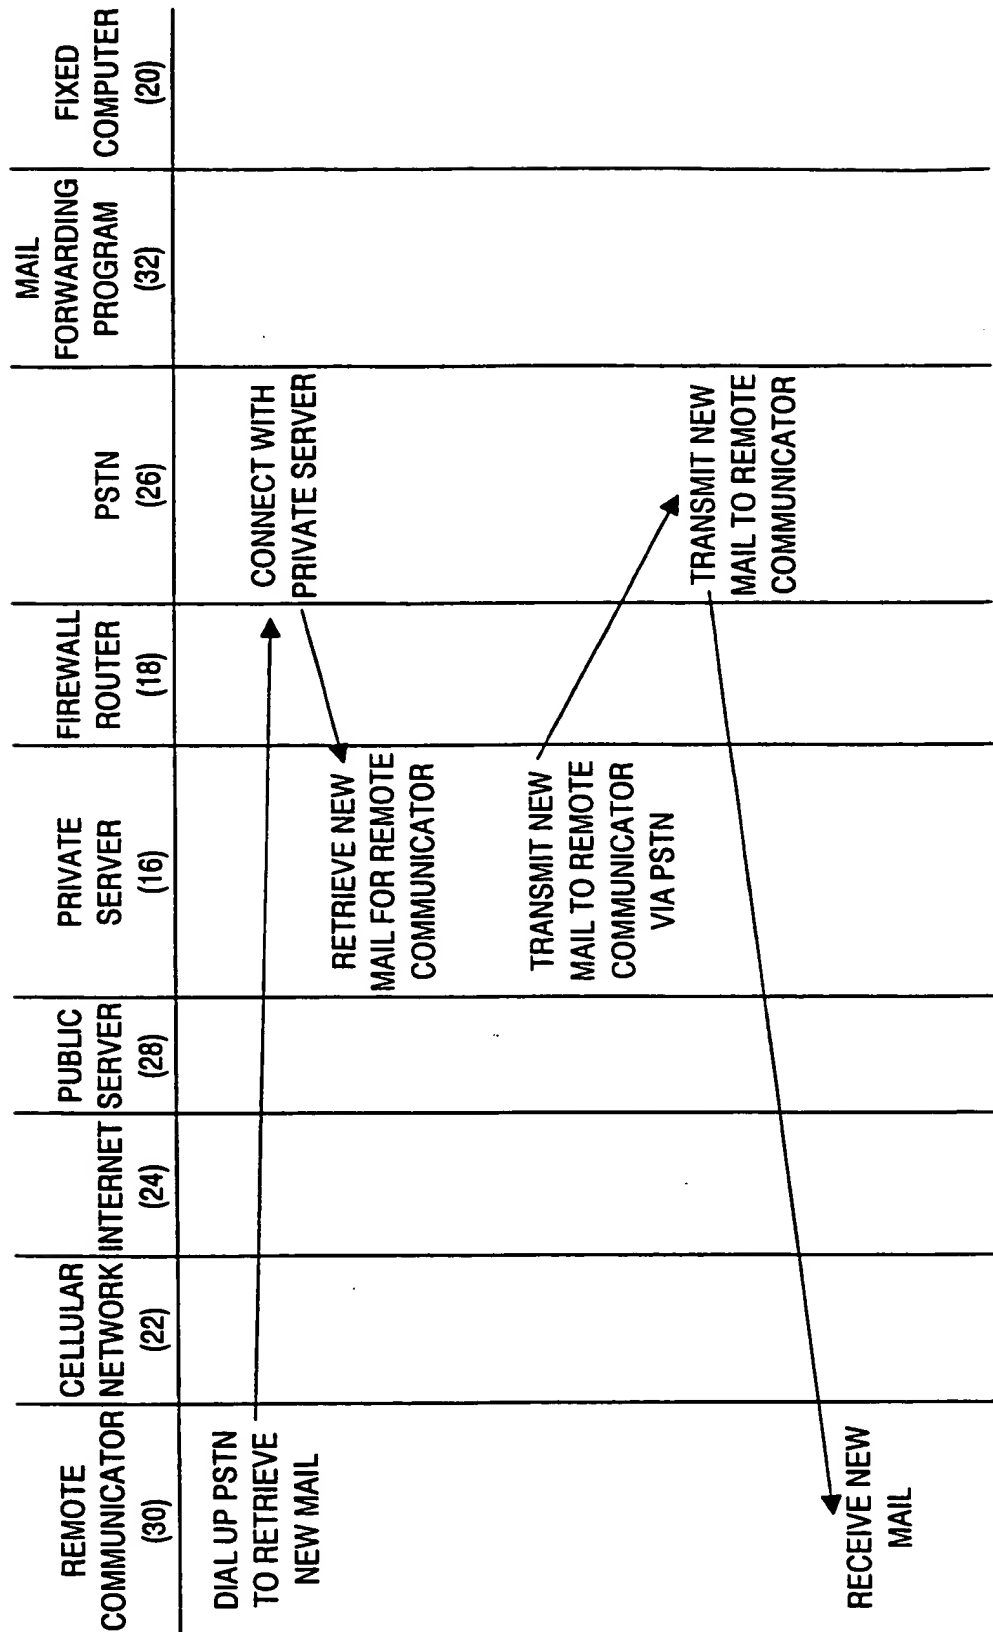 REMOTE
COMMUNICATOR
(30)
CELLULAR
NETWORK
(22)
INTERNET
(24)
PUBLIC
SERVER
(28)
PRIVATE
SERVER
(16)
FIREWALL
ROUTER
(18)
PSTN
(26)
MAIL
FORWARDING
PROGRAM
(32)
FIXED
COMPUTER
(20)
DIAL UP PSTN
TO RETRIEVE
NEW MAIL
CONNECT WITH
PRIVATE SERVER
RETRIEVE NEW
MAIL FOR REMOTE
COMMUNICATOR
TRANSMIT NEW
MAIL TO REMOTE
COMMUNICATOR
VIA PSTN
TRANSMIT NEW
MAIL TO REMOTE
COMMUNICATOR
RECEIVE NEW
MAIL